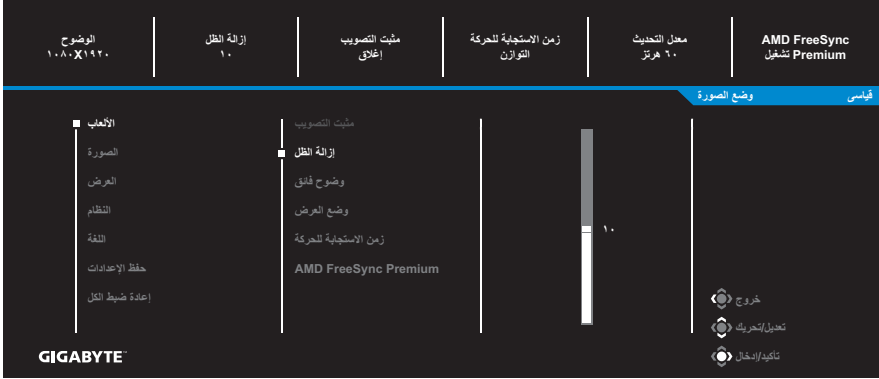 AMD FreeSync
Premium تشغيل
معدل التحديث
٦٠ هرتز
زمن الاستجابة للحركة
التوازن
مثبت التصويب
إغلاق
إزالة الظل
١٠
الوضوح
١٠٨٠X١٩٢٠
قياسى
وضع الصورة
الألعاب
الصورة
العرض
النظام
اللغة
حفظ الإعدادات
إعادة ضبط الكل
مثبت التصويب
إزالة الظل
وضوح فائق
وضع العرض
زمن الاستجابة للحركة
AMD FreeSync Premium
١٠
خروج
تعديل/تحريك
تأكيد/إدخال
GIGABYTE™